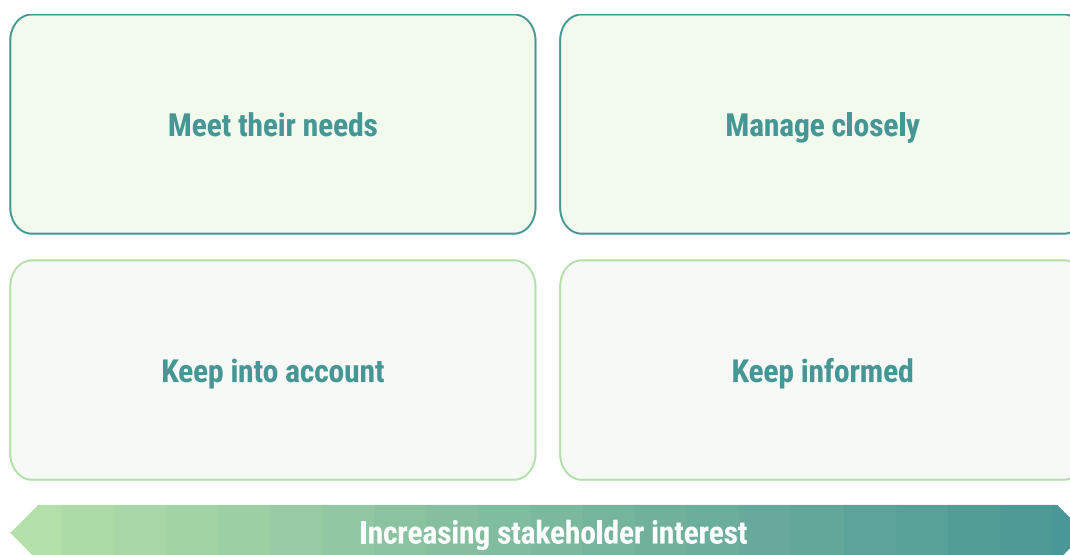 Meet their needs
Manage closely
Keep into account
Keep informed
Increasing stakeholder interest